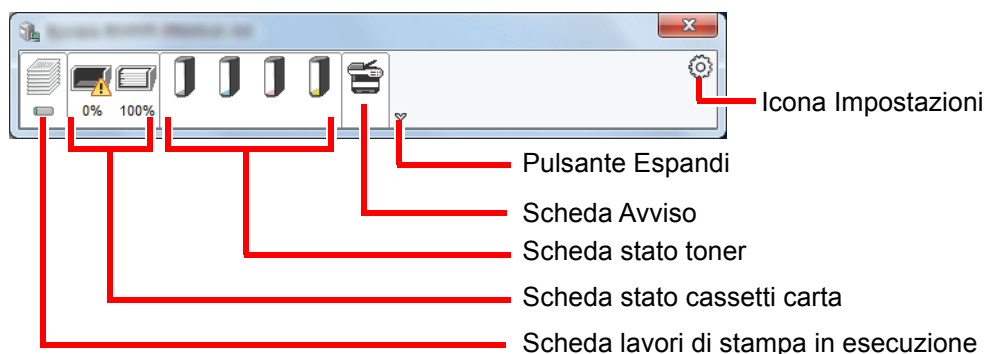 x
0% 100%
Icona Impostazioni
Pulsante Espandi
Scheda Avviso
Scheda stato toner
Scheda stato cassetti carta
Scheda lavori di stampa in esecuzione